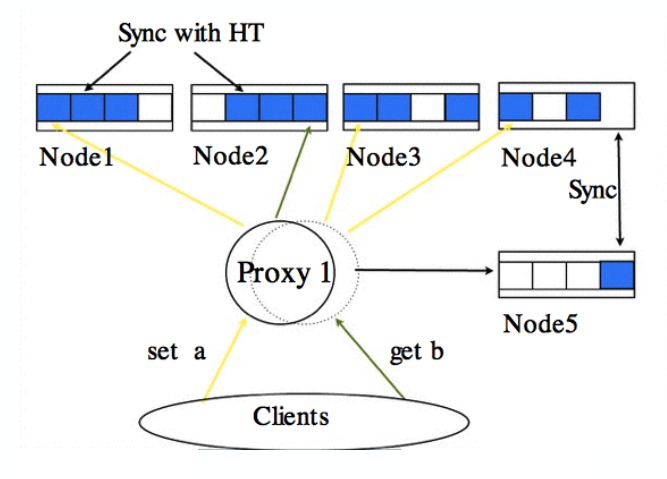 Sync with HT
Node1
Node2
Node3
Node4
Sync
Proxy 1
Node5
set a
get b
Clients